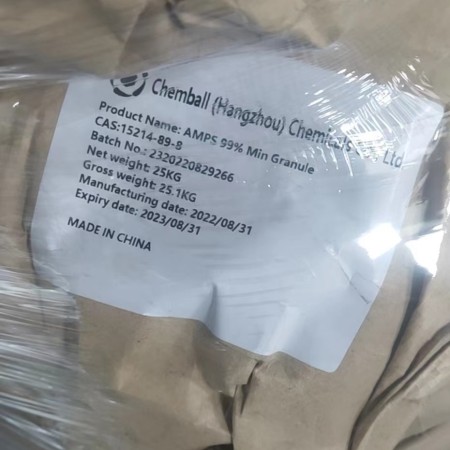 Chemball (Hangzhou) Chemicals Co., Ltd
Product Name: AMPS 99% Min Granule
CAS:15214-89-8
Batch No.: 2320220829266
Net weight: 25KG
Gross weight: 25.1KG
Manufacturing date: 2022/08/31
Expiry date: 2023/08/31
MADE IN CHINA